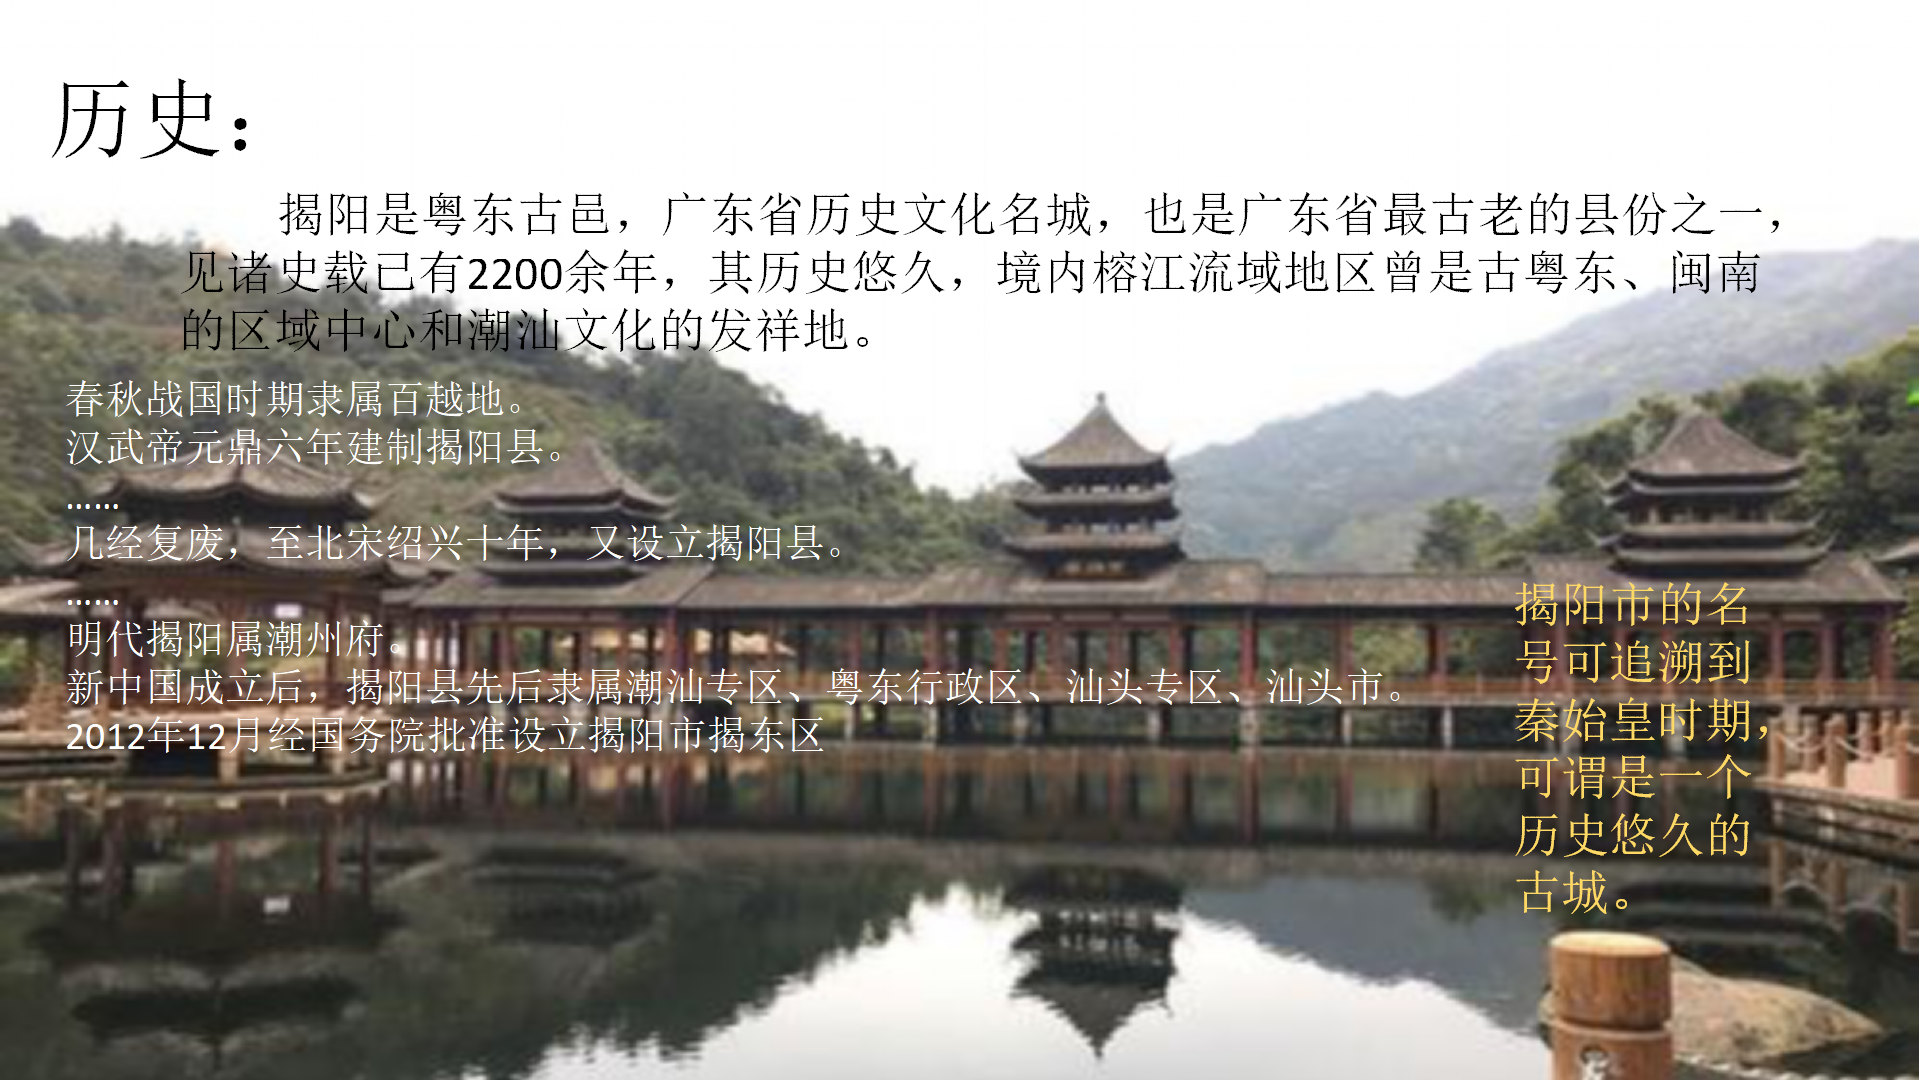 历史：
揭阳是粤东古邑，广东省历史文化名城，也是广东省最古老的县份之一，
见诸史载已有2200余年，其历史悠久，境内榕江流域地区曾是古粤东、闽南
的区域中心和潮汕文化的发祥地。
春秋战国时期隶属百越地。
汉武帝元鼎六年建制揭阳县。
……
几经复废，至北宋绍兴十年，又设立揭阳县。
……
明代揭阳属潮州府。
新中国成立后，揭阳县先后隶属潮汕专区、粤东行政区、汕头专区、汕头市。
2012年12月经国务院批准设立揭阳市揭东区
揭阳市的名
号可追溯到
秦始皇时期，
可谓是一个
历史悠久的
古城。